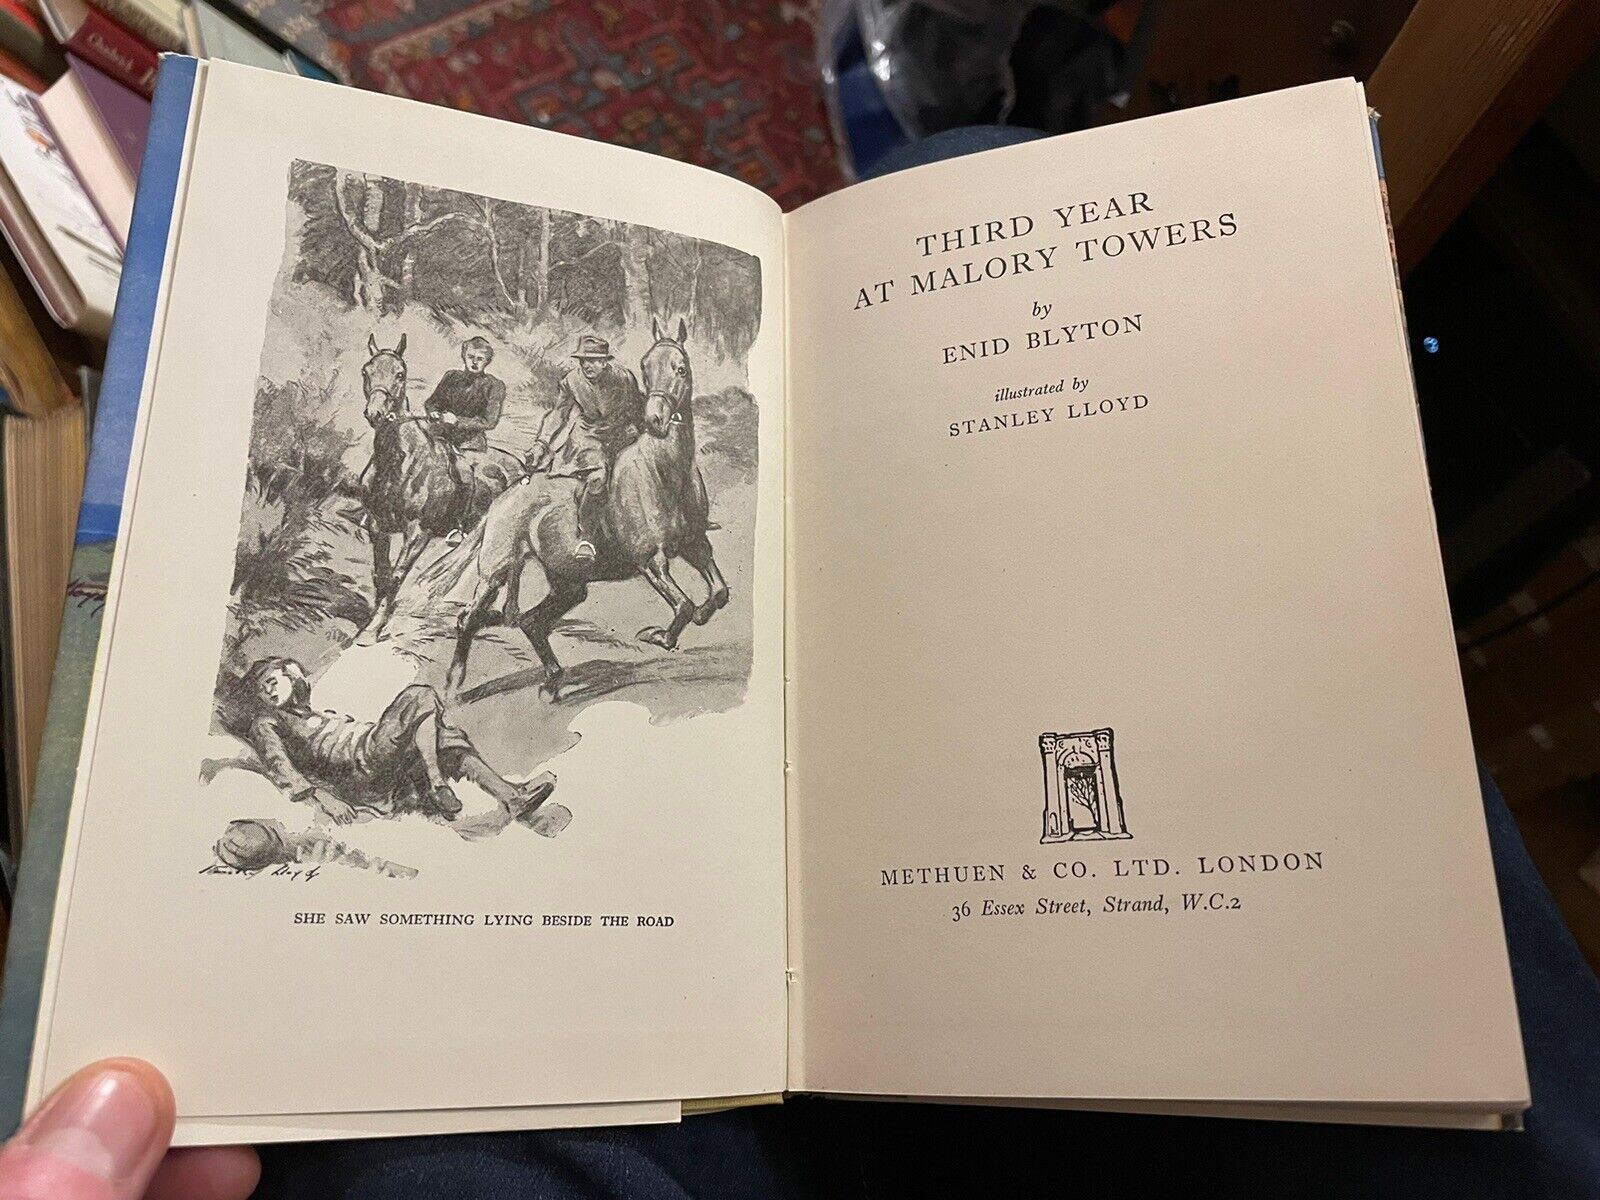 SHE SAW SOMETHING LYING BESIDE THE ROAD
THIRD YEAR
AT MALORY TOWERS
by
ENID BLYTON
illustrated by
STANLEY LLOYD
METHUEN & CO. LTD. LONDON
36 Essex Street, Strand, W.C.2